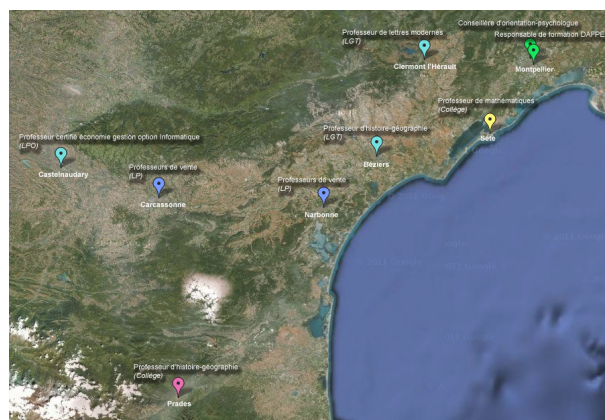 Conseillère d'orientation-psychologue
Professeur de lettres modernes
(LGT)
Responsable de formation DAFPE
Clermont l'Hérault
Montpellier
Professeur de mathématiques
(Collège)
Sète
Professeur certifié économie gestion option Informatique
(LPO)
Professeur d'histoire-géographie
(LGT)
Castelnaudary
Béziers
Professeurs de vente
(LP)
Carcassonne
Professeurs de vente
(LP)
Narbonne
Professeur d'histoire-géographie
(Collège)
Prades